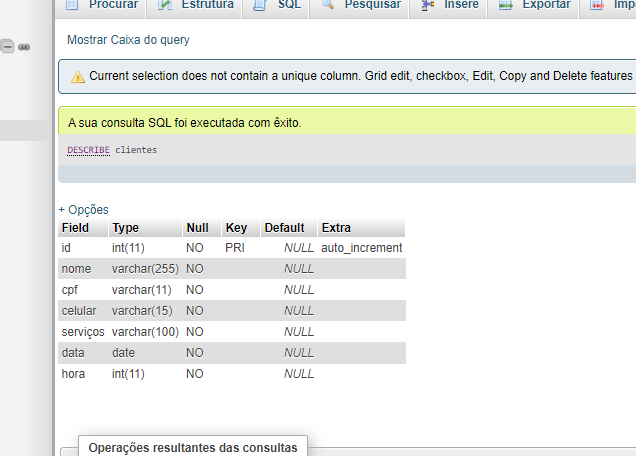 Procurar Estrutura SQL Pesquisar Insere Exportar
Mostrar Caixa do query
Current selection does not contain a unique column. Grid edit, checkbox, Edit, Copy and Delete features
A sua consulta SQL foi executada com êxito.
DESCRIBE clientes
+ Opções
Field Type Null Key Default Extra
id int(11) NO PRI NULL auto_increment
nome varchar(255) NO NULL
cpf varchar(11) NO NULL
celular varchar(15) NO NULL
serviços varchar(100) NO NULL
data date NO NULL
hora int(11) NO NULL
Operações resultantes das consultas